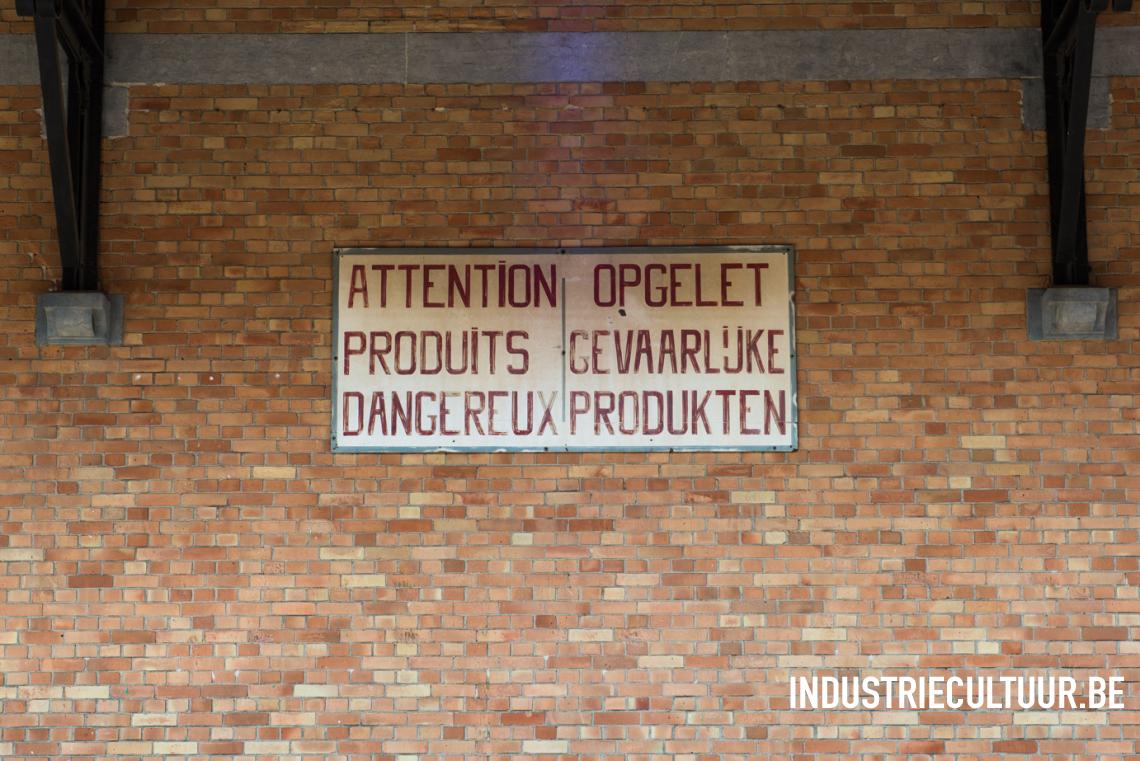 ATTENTION
PRODUITS
DANGEREUX
OPGELET
GEVAARLIJKE
PRODUKTEN
INDUSTRIECULTUUR.BE